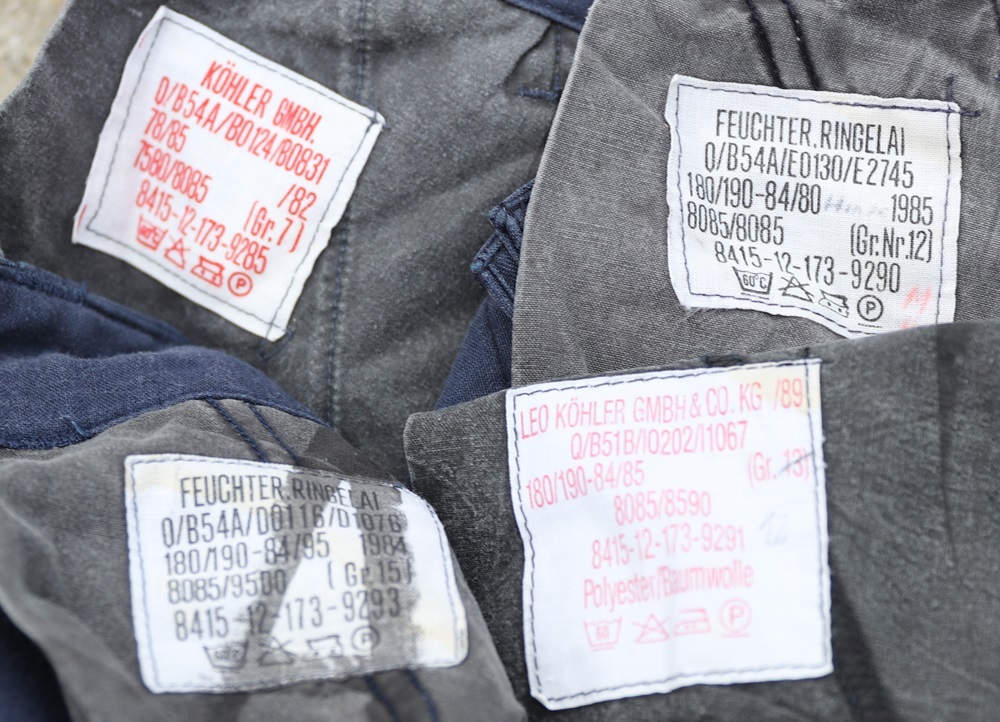 KÖHLER GMBH.
Q/B54A/B0124/B0831
78/85 /82
7580/8085 (Gr. 7)
8415-12-173-9285
P
FEUCHTER, RINGELAI
Q/B54A/E0130/E2745
180/190-84/80 1985
8085/8085 (Gr.Nr.12)
8415-12-173-9290
60°C P
FEUCHTER, RINGELAI
Q/B54A/D0116/D1076
180/190-84/95 1984
8085/9500 (Gr.15)
8415-12-173-9293
P
LEO KÖHLER GMBH & CO. KG /89
Q/B51B/I0202/I1067
180/190-84/85 (Gr. 13)
8085/8590
8415-12-173-9291
Polyester/Baumwolle
60 P